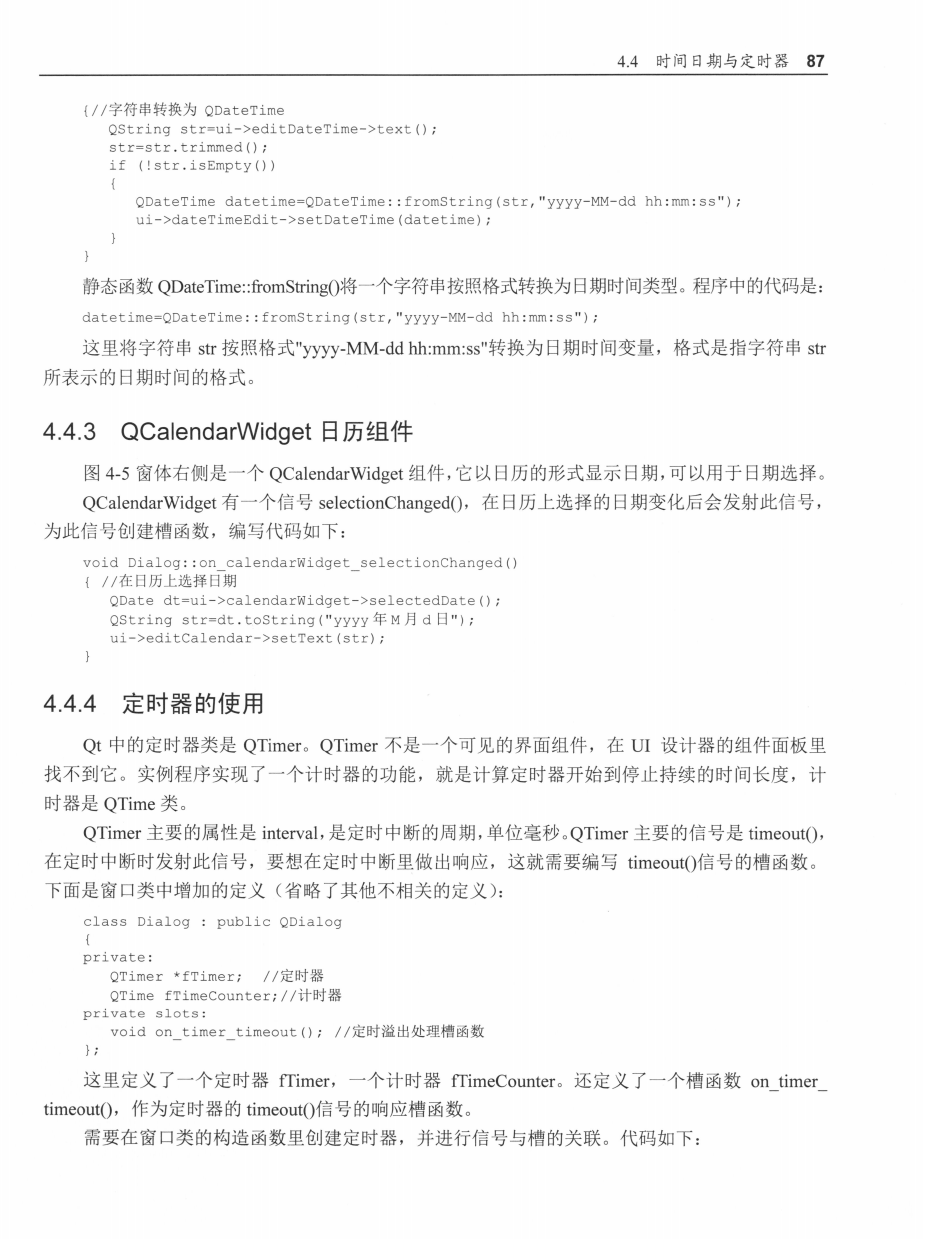 4.4 时间日期与定时器 87
{//字符串转换为 QDateTime
QString str=ui->editDateTime->text();
str=str.trimmed();
if (!str.isEmpty())
{
QDateTime datetime=QDateTime::fromString(str,"yyyy-MM-dd hh:mm:ss");
ui->dateTimeEdit->setDateTime(datetime);
}
}
静态函数 QDateTime::fromString()将一个字符串按照格式转换为日期时间类型。程序中的代码是：
datetime=QDateTime::fromString(str,"yyyy-MM-dd hh:mm:ss");
这里将字符串 str 按照格式"yyyy-MM-dd hh:mm:ss"转换为日期时间变量，格式是指字符串 str
所表示的日期时间的格式。
4.4.3 QCalendarWidget 日历组件
图 4-5 窗体右侧是一个 QCalendarWidget 组件，它以日历的形式显示日期，可以用于日期选择。
QCalendarWidget 有一个信号 selectionChanged()，在日历上选择的日期变化后会发射此信号，
为此信号创建槽函数，编写代码如下：
void Dialog::on_calendarWidget_selectionChanged()
{ //在日历上选择日期
QDate dt=ui->calendarWidget->selectedDate();
QString str=dt.toString("yyyy 年 M 月 d 日");
ui->editCalendar->setText(str);
}
4.4.4 定时器的使用
Qt 中的定时器类是 QTimer。QTimer 不是一个可见的界面组件，在 UI 设计器的组件面板里
找不到它。实例程序实现了一个计时器的功能，就是计算定时器开始到停止持续的时间长度，计
时器是 QTime 类。
QTimer 主要的属性是 interval，是定时中断的周期，单位毫秒。QTimer 主要的信号是 timeout()，
在定时中断时发射此信号，要想在定时中断里做出响应，这就需要编写 timeout()信号的槽函数。
下面是窗口类中增加的定义（省略了其他不相关的定义）：
class Dialog : public QDialog
{
private:
QTimer *fTimer; //定时器
QTime fTimeCounter;//计时器
private slots:
void on_timer_timeout(); //定时溢出处理槽函数
};
这里定义了一个定时器 fTimer，一个计时器 fTimeCounter。还定义了一个槽函数 on_timer_
timeout()，作为定时器的 timeout()信号的响应槽函数。
需要在窗口类的构造函数里创建定时器，并进行信号与槽的关联。代码如下：